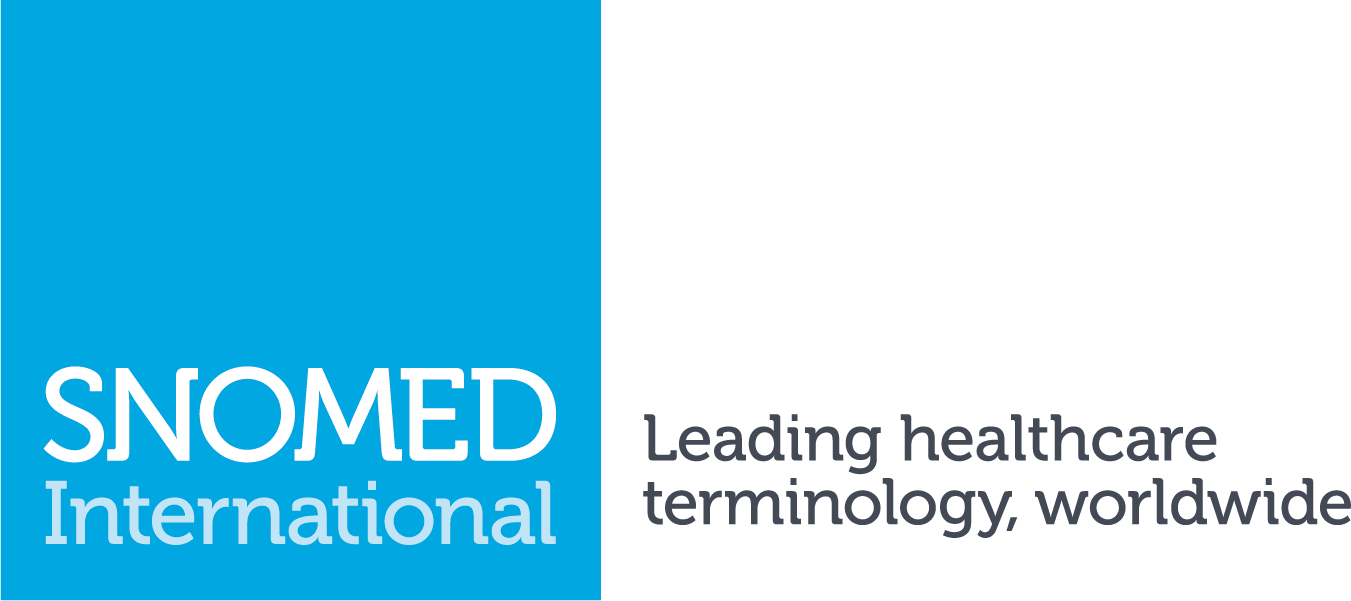 SNOMED
International
Leading healthcare
terminology, worldwide